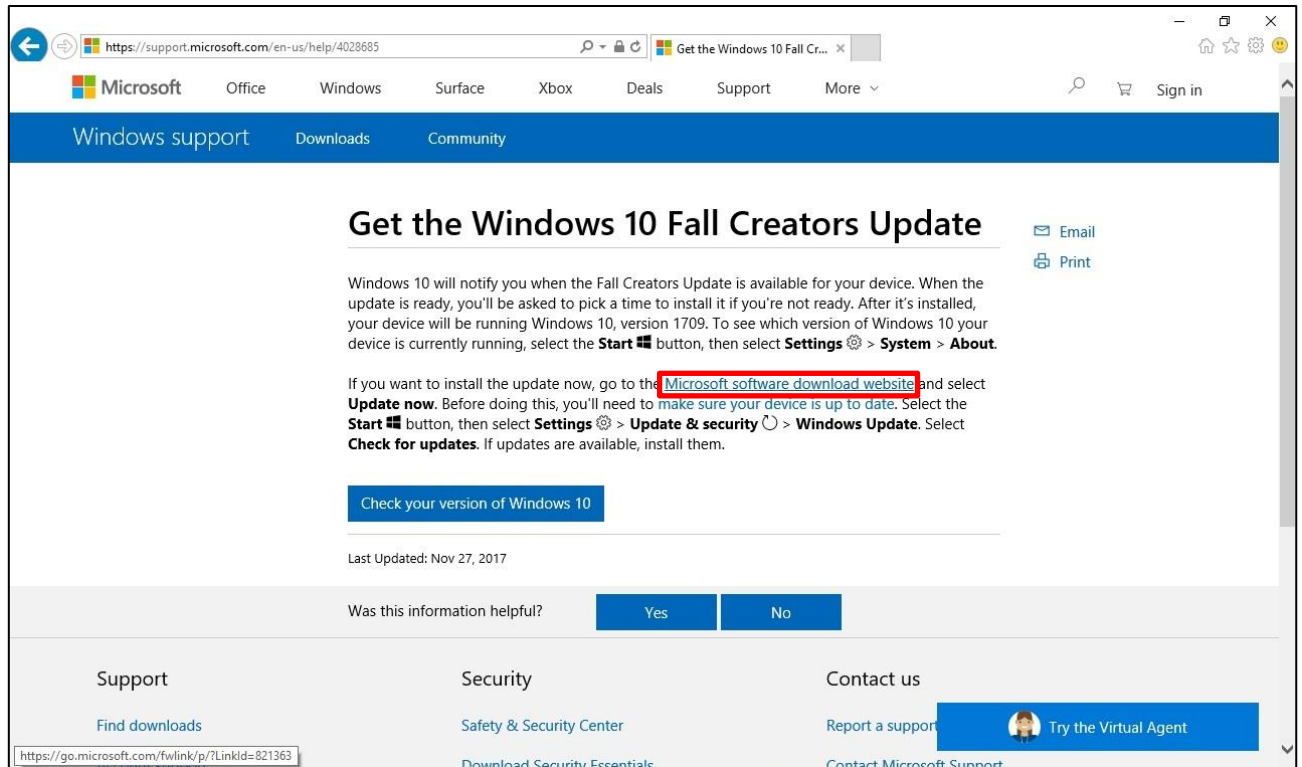 https://support.microsoft.com/en-us/help/4028685
Get the Windows 10 Fall Cr...
Microsoft Office Windows Surface Xbox Deals Support More Sign in
Windows support Downloads Community
Get the Windows 10 Fall Creators Update
Email
Print
Windows 10 will notify you when the Fall Creators Update is available for your device. When the
update is ready, you'll be asked to pick a time to install it if you're not ready. After it's installed,
your device will be running Windows 10, version 1709. To see which version of Windows 10 your
device is currently running, select the Start button, then select Settings > System > About.
If you want to install the update now, go to the Microsoft software download website and select
Update now. Before doing this, you'll need to make sure your device is up to date. Select the
Start button, then select Settings > Update & security > Windows Update. Select
Check for updates. If updates are available, install them.
Check your version of Windows 10
Last Updated: Nov 27, 2017
Was this information helpful? Yes No
Support Security Contact us
Find downloads Safety & Security Center Report a support
Try the Virtual Agent
https://go.microsoft.com/fwlink/p/?LinkId=821363
Download Security Essentials Contact Microsoft Support